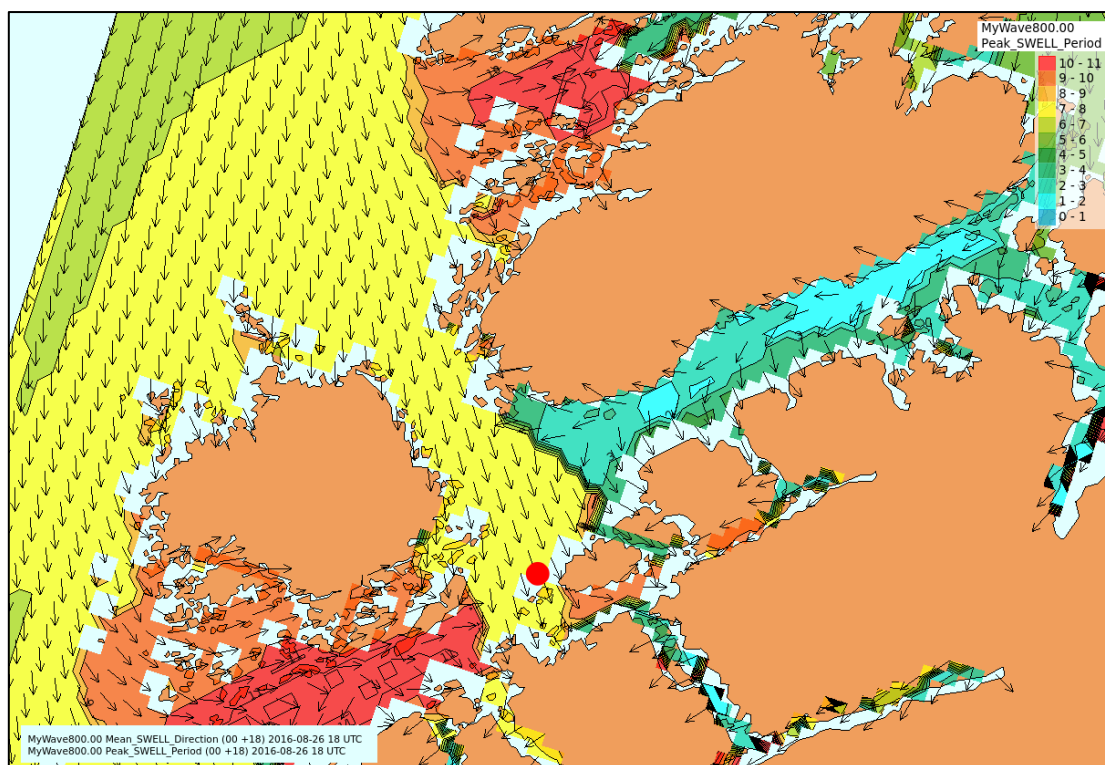 MyWave800.00
Peak_SWELL_Period
10 - 11
9 - 10
8 - 9
7 - 8
6 - 7
5 - 6
4 - 5
3 - 4
2 - 3
1 - 2
0 - 1
MyWave800.00 Mean_SWELL_Direction (00 +18) 2016-08-26 18 UTC
MyWave800.00 Peak_SWELL_Period (00 +18) 2016-08-26 18 UTC